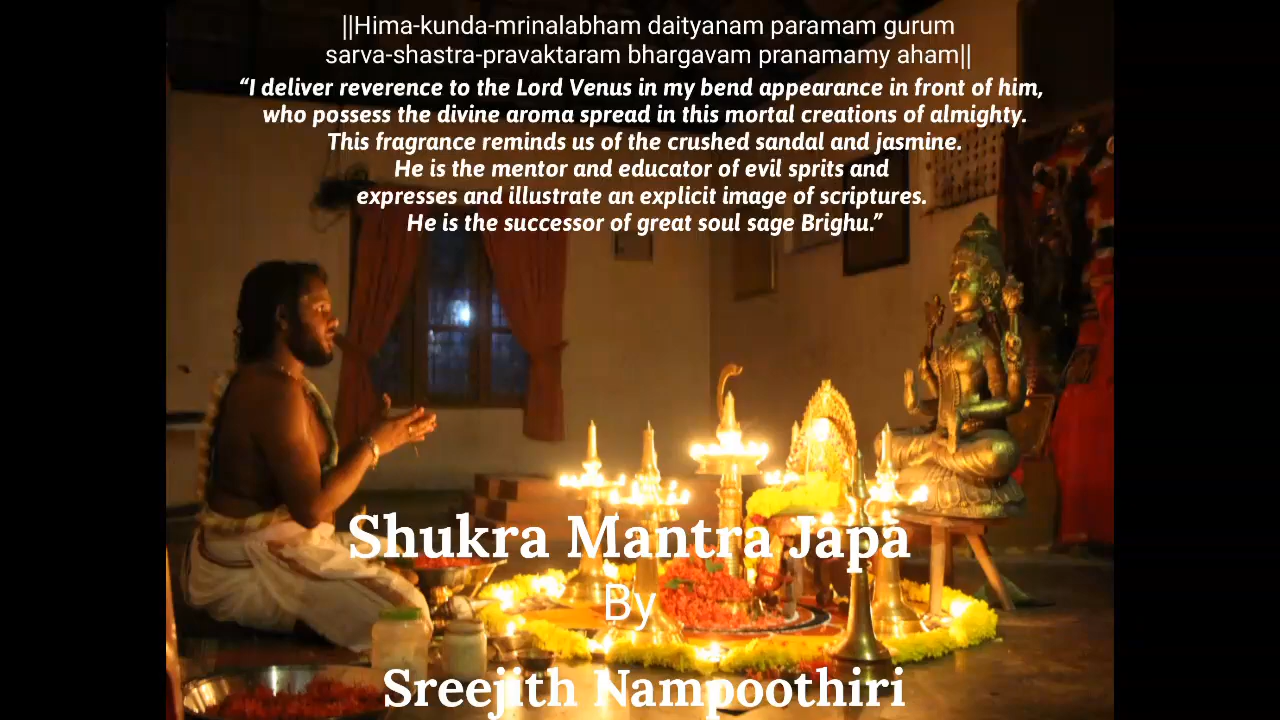 ||Hima-kunda-mrinalabham daityanam paramam gurum
sarva-shastra-pravaktaram bhargavam pranamamy aham||
“I deliver reverence to the Lord Venus in my bend appearance in front of him,
who possess the divine aroma spread in this mortal creations of almighty.
This fragrance reminds us of the crushed sandal and jasmine.
He is the mentor and educator of evil sprits and
expresses and illustrate an explicit image of scriptures.
He is the successor of great soul sage Brighu.”
Shukra Mantra Japa
By
Sreejith Nampoothiri